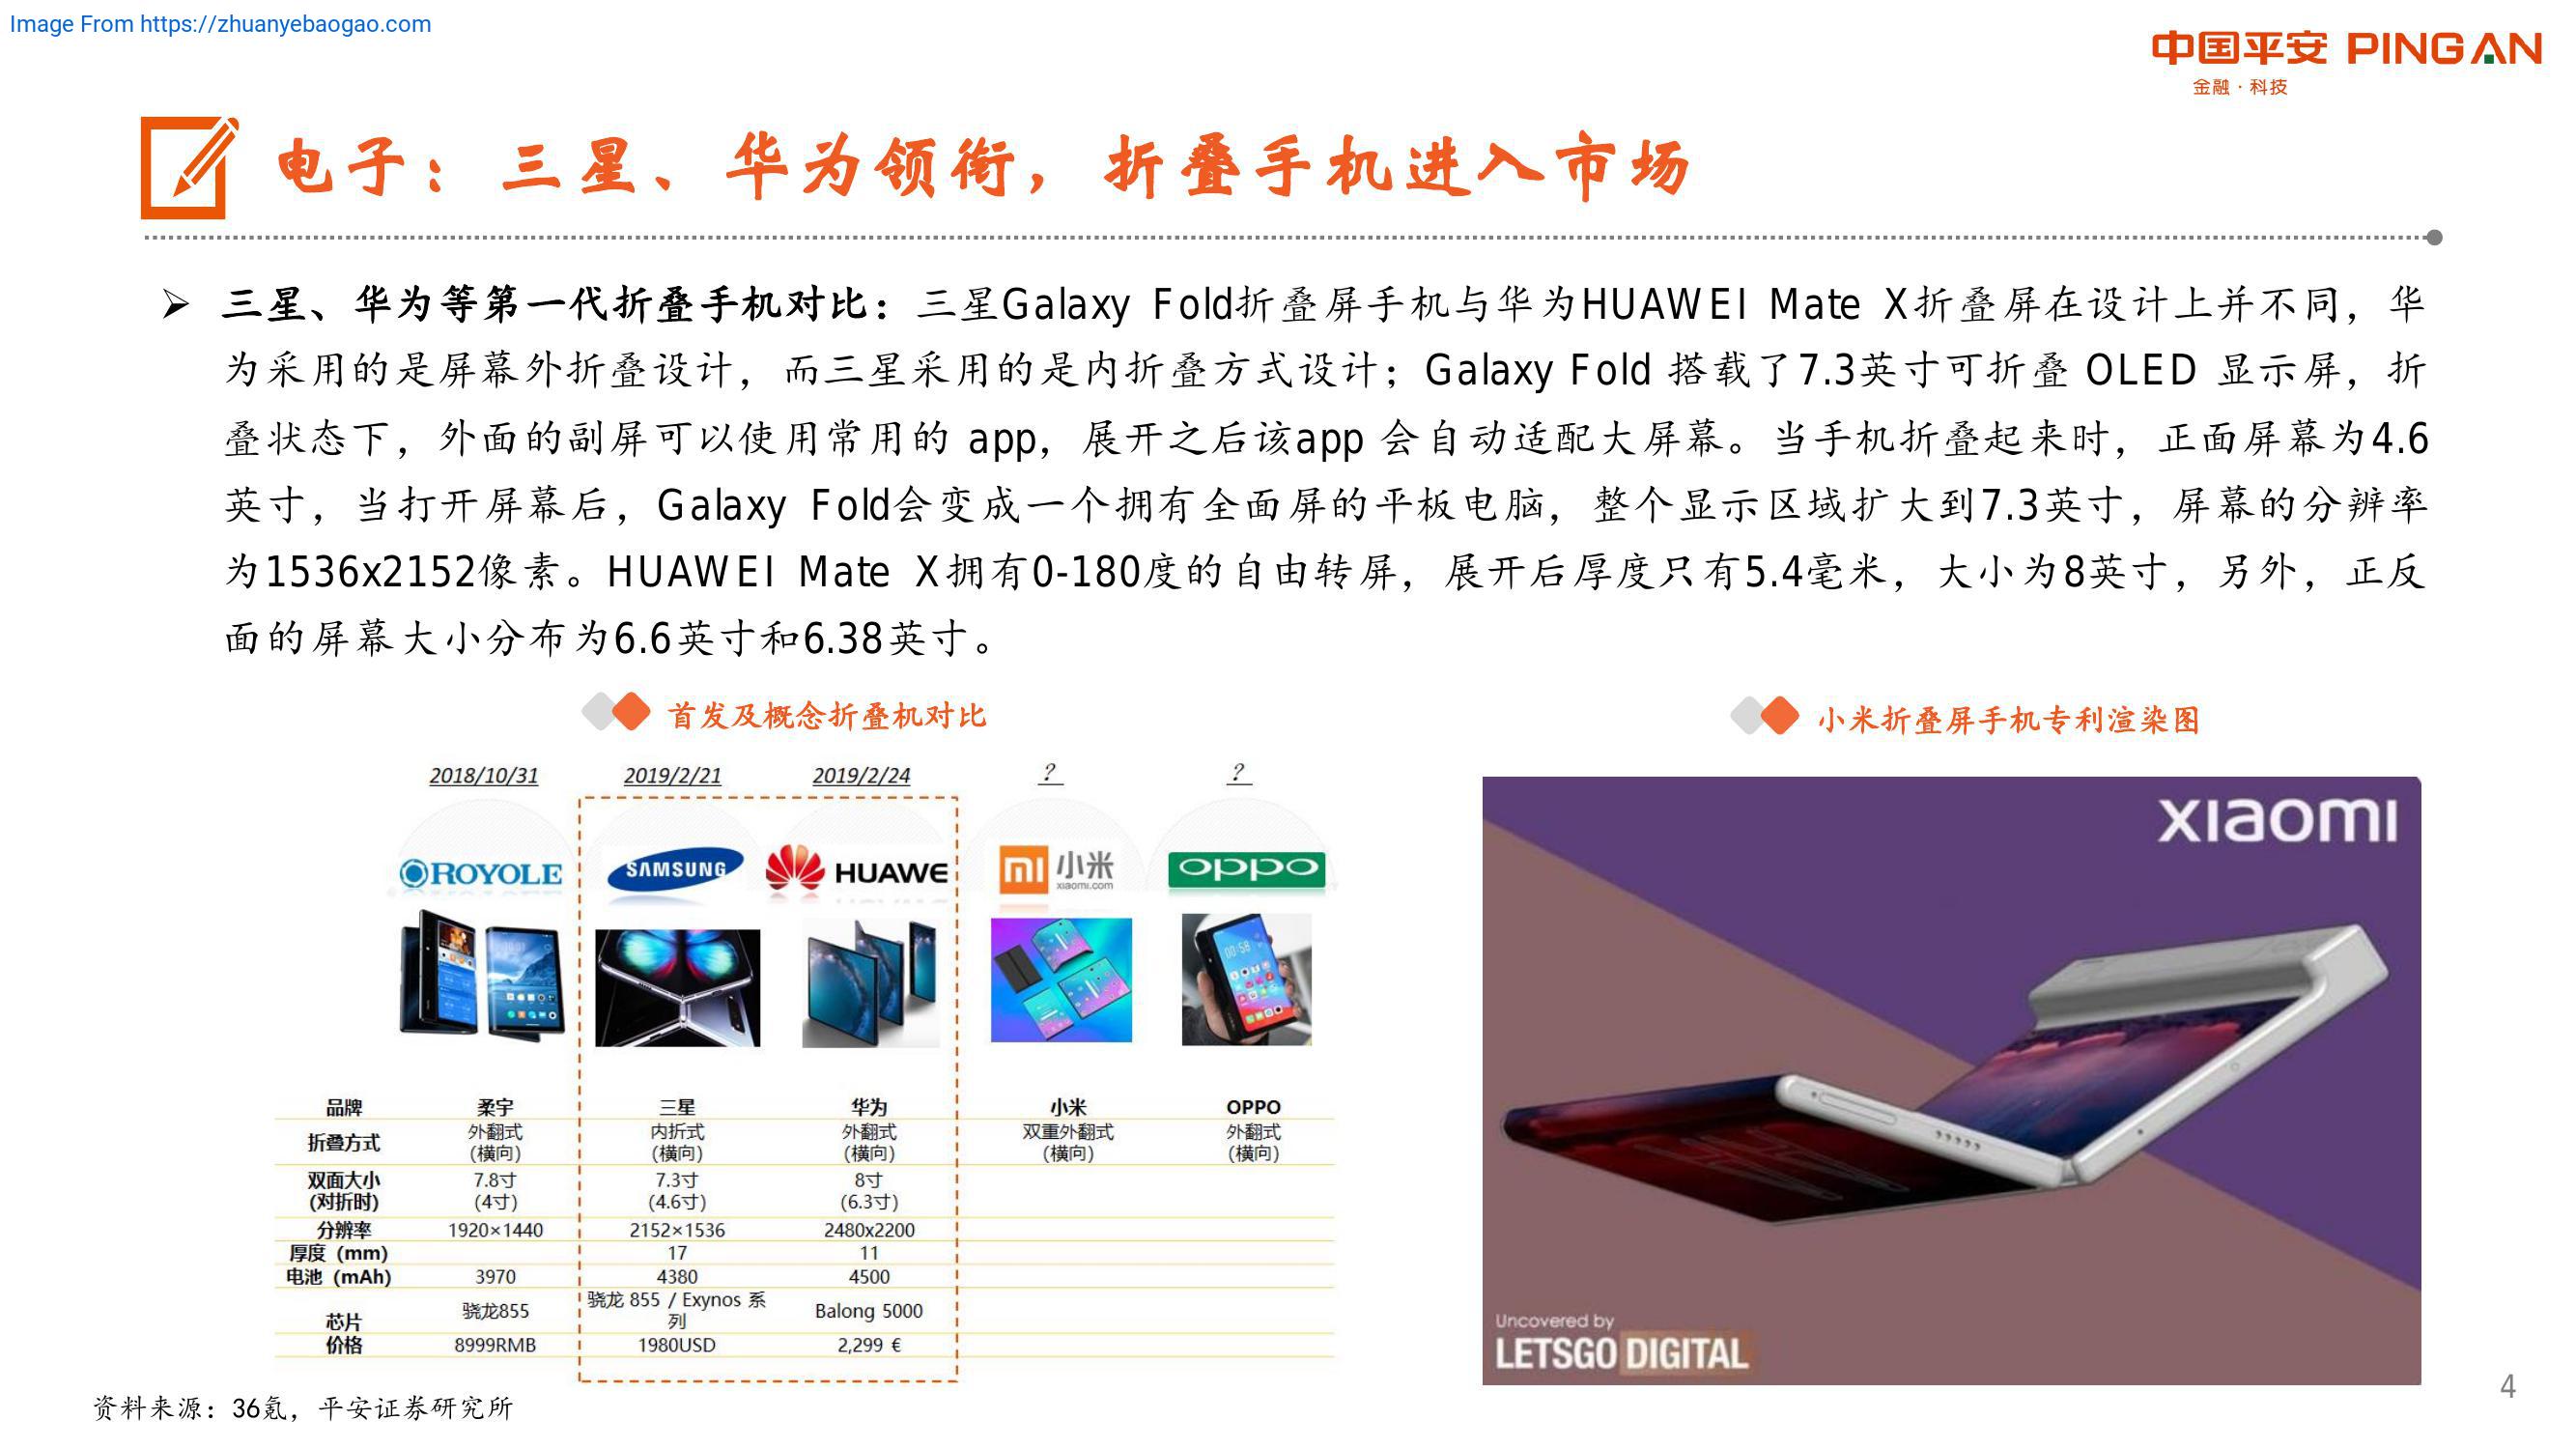 Image From https://zhuanyebaogao.com
中国平安 PINGAN
金融·科技
电子：三星、华为领衔，折叠手机进入市场
三星、华为等第一代折叠手机对比：三星Galaxy Fold折叠屏手机与华为HUAWEI Mate X折叠屏在设计上并不同，华
为采用的是屏幕外折叠设计，而三星采用的是内折叠方式设计；Galaxy Fold 搭载了7.3英寸可折叠 OLED 显示屏，折
叠状态下，外面的副屏可以使用常用的 app，展开之后该app 会自动适配大屏幕。当手机折叠起来时，正面屏幕为4.6
英寸，当打开屏幕后，Galaxy Fold会变成一个拥有全面屏的平板电脑，整个显示区域扩大到7.3英寸，屏幕的分辨率
为1536x2152像素。HUAWEI Mate X拥有0-180度的自由转屏，展开后厚度只有5.4毫米，大小为8英寸，另外，正反
面的屏幕大小分布为6.6英寸和6.38英寸。
首发及概念折叠机对比
2018/10/31 2019/2/21 2019/2/24 ? ?
ROYOLE SAMSUNG HUAWE 小米 oppo
mi xiaomi.com
00:58
品牌 柔宇 三星 华为 小米 OPPO
折叠方式 外翻式 内折式 外翻式 双重外翻式 外翻式
(横向) (横向) (横向) (横向) (横向)
双面大小 7.8寸 7.3寸 8寸
(对折时) (4寸) (4.6寸) (6.3寸)
分辨率 1920×1440 2152×1536 2480x2200
厚度 (mm) 17 11
电池 (mAh) 3970 4380 4500
芯片 骁龙855 骁龙 855 / Exynos 系 Balong 5000
列
价格 8999RMB 1980USD 2,299 €
小米折叠屏手机专利渲染图
xiaomi
Uncovered by
LETSGO DIGITAL
资料来源：36氪，平安证券研究所
4